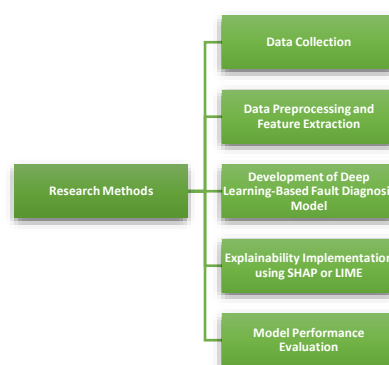 Data Collection
Data Preprocessing and
Feature Extraction
Research Methods
Development of Deep
Learning-Based Fault Diagnosi
Model
Explainability Implementation
using SHAP or LIME
Model Performance
Evaluation